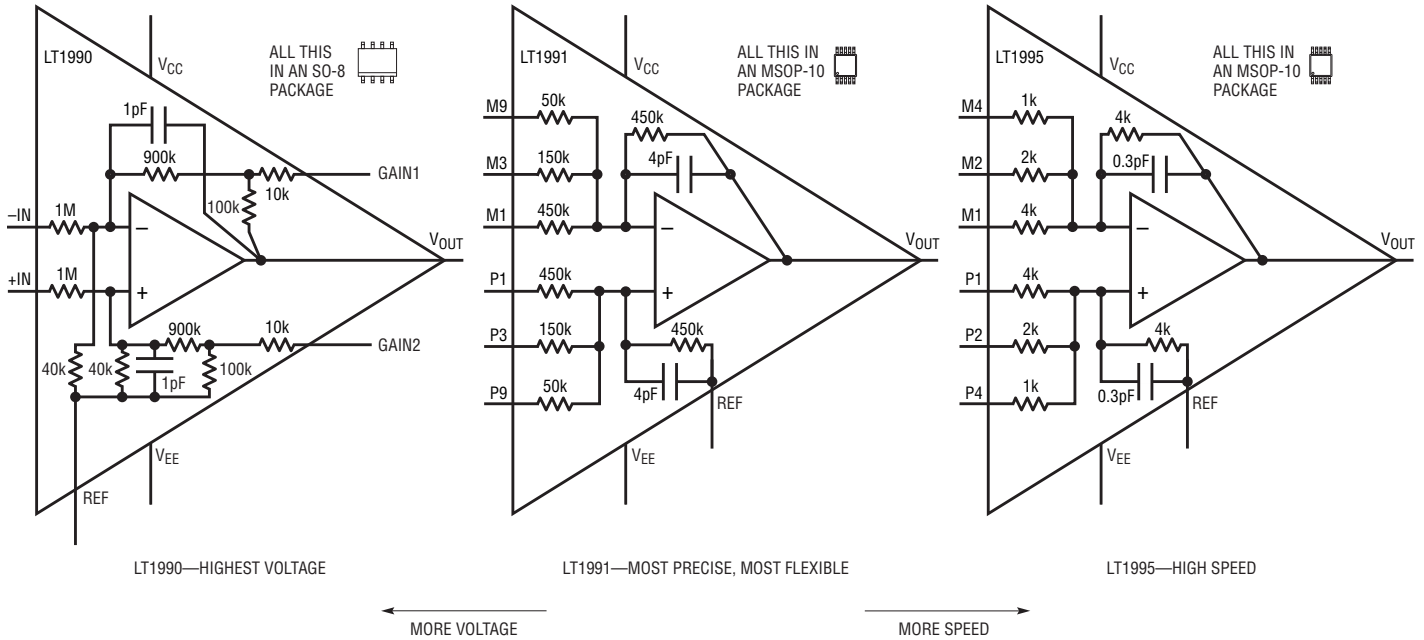 LT1990
VCC
ALL THIS
IN AN SO-8
PACKAGE
1pF
900k
10k
GAIN1
100k
–IN
1M
–
VOUT
+IN
1M
+
900k
10k
GAIN2
40k
40k
1pF
100k
VEE
REF
LT1990—HIGHEST VOLTAGE
LT1991
VCC
ALL THIS IN
AN MSOP-10
PACKAGE
M9
50k
450k
M3
150k
4pF
M1
450k
–
VOUT
P1
450k
+
P3
150k
450k
P9
50k
4pF
REF
VEE
LT1991—MOST PRECISE, MOST FLEXIBLE
LT1995
VCC
ALL THIS IN
AN MSOP-10
PACKAGE
M4
1k
4k
M2
2k
0.3pF
M1
4k
–
VOUT
P1
4k
+
P2
2k
4k
P4
1k
0.3pF
REF
VEE
LT1995—HIGH SPEED
MORE VOLTAGE
MORE SPEED